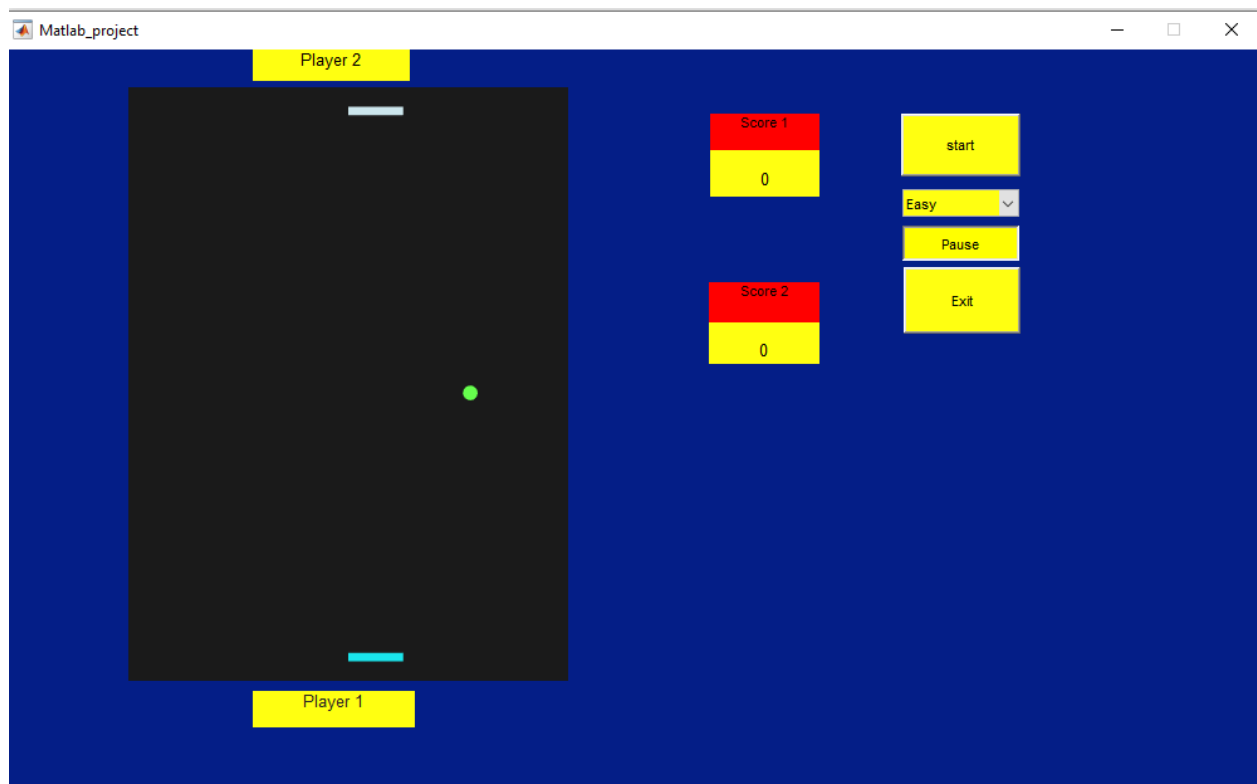 Matlab_project
Player 2
Score 1
0
start
Easy
Pause
Score 2
0
Exit
Player 1